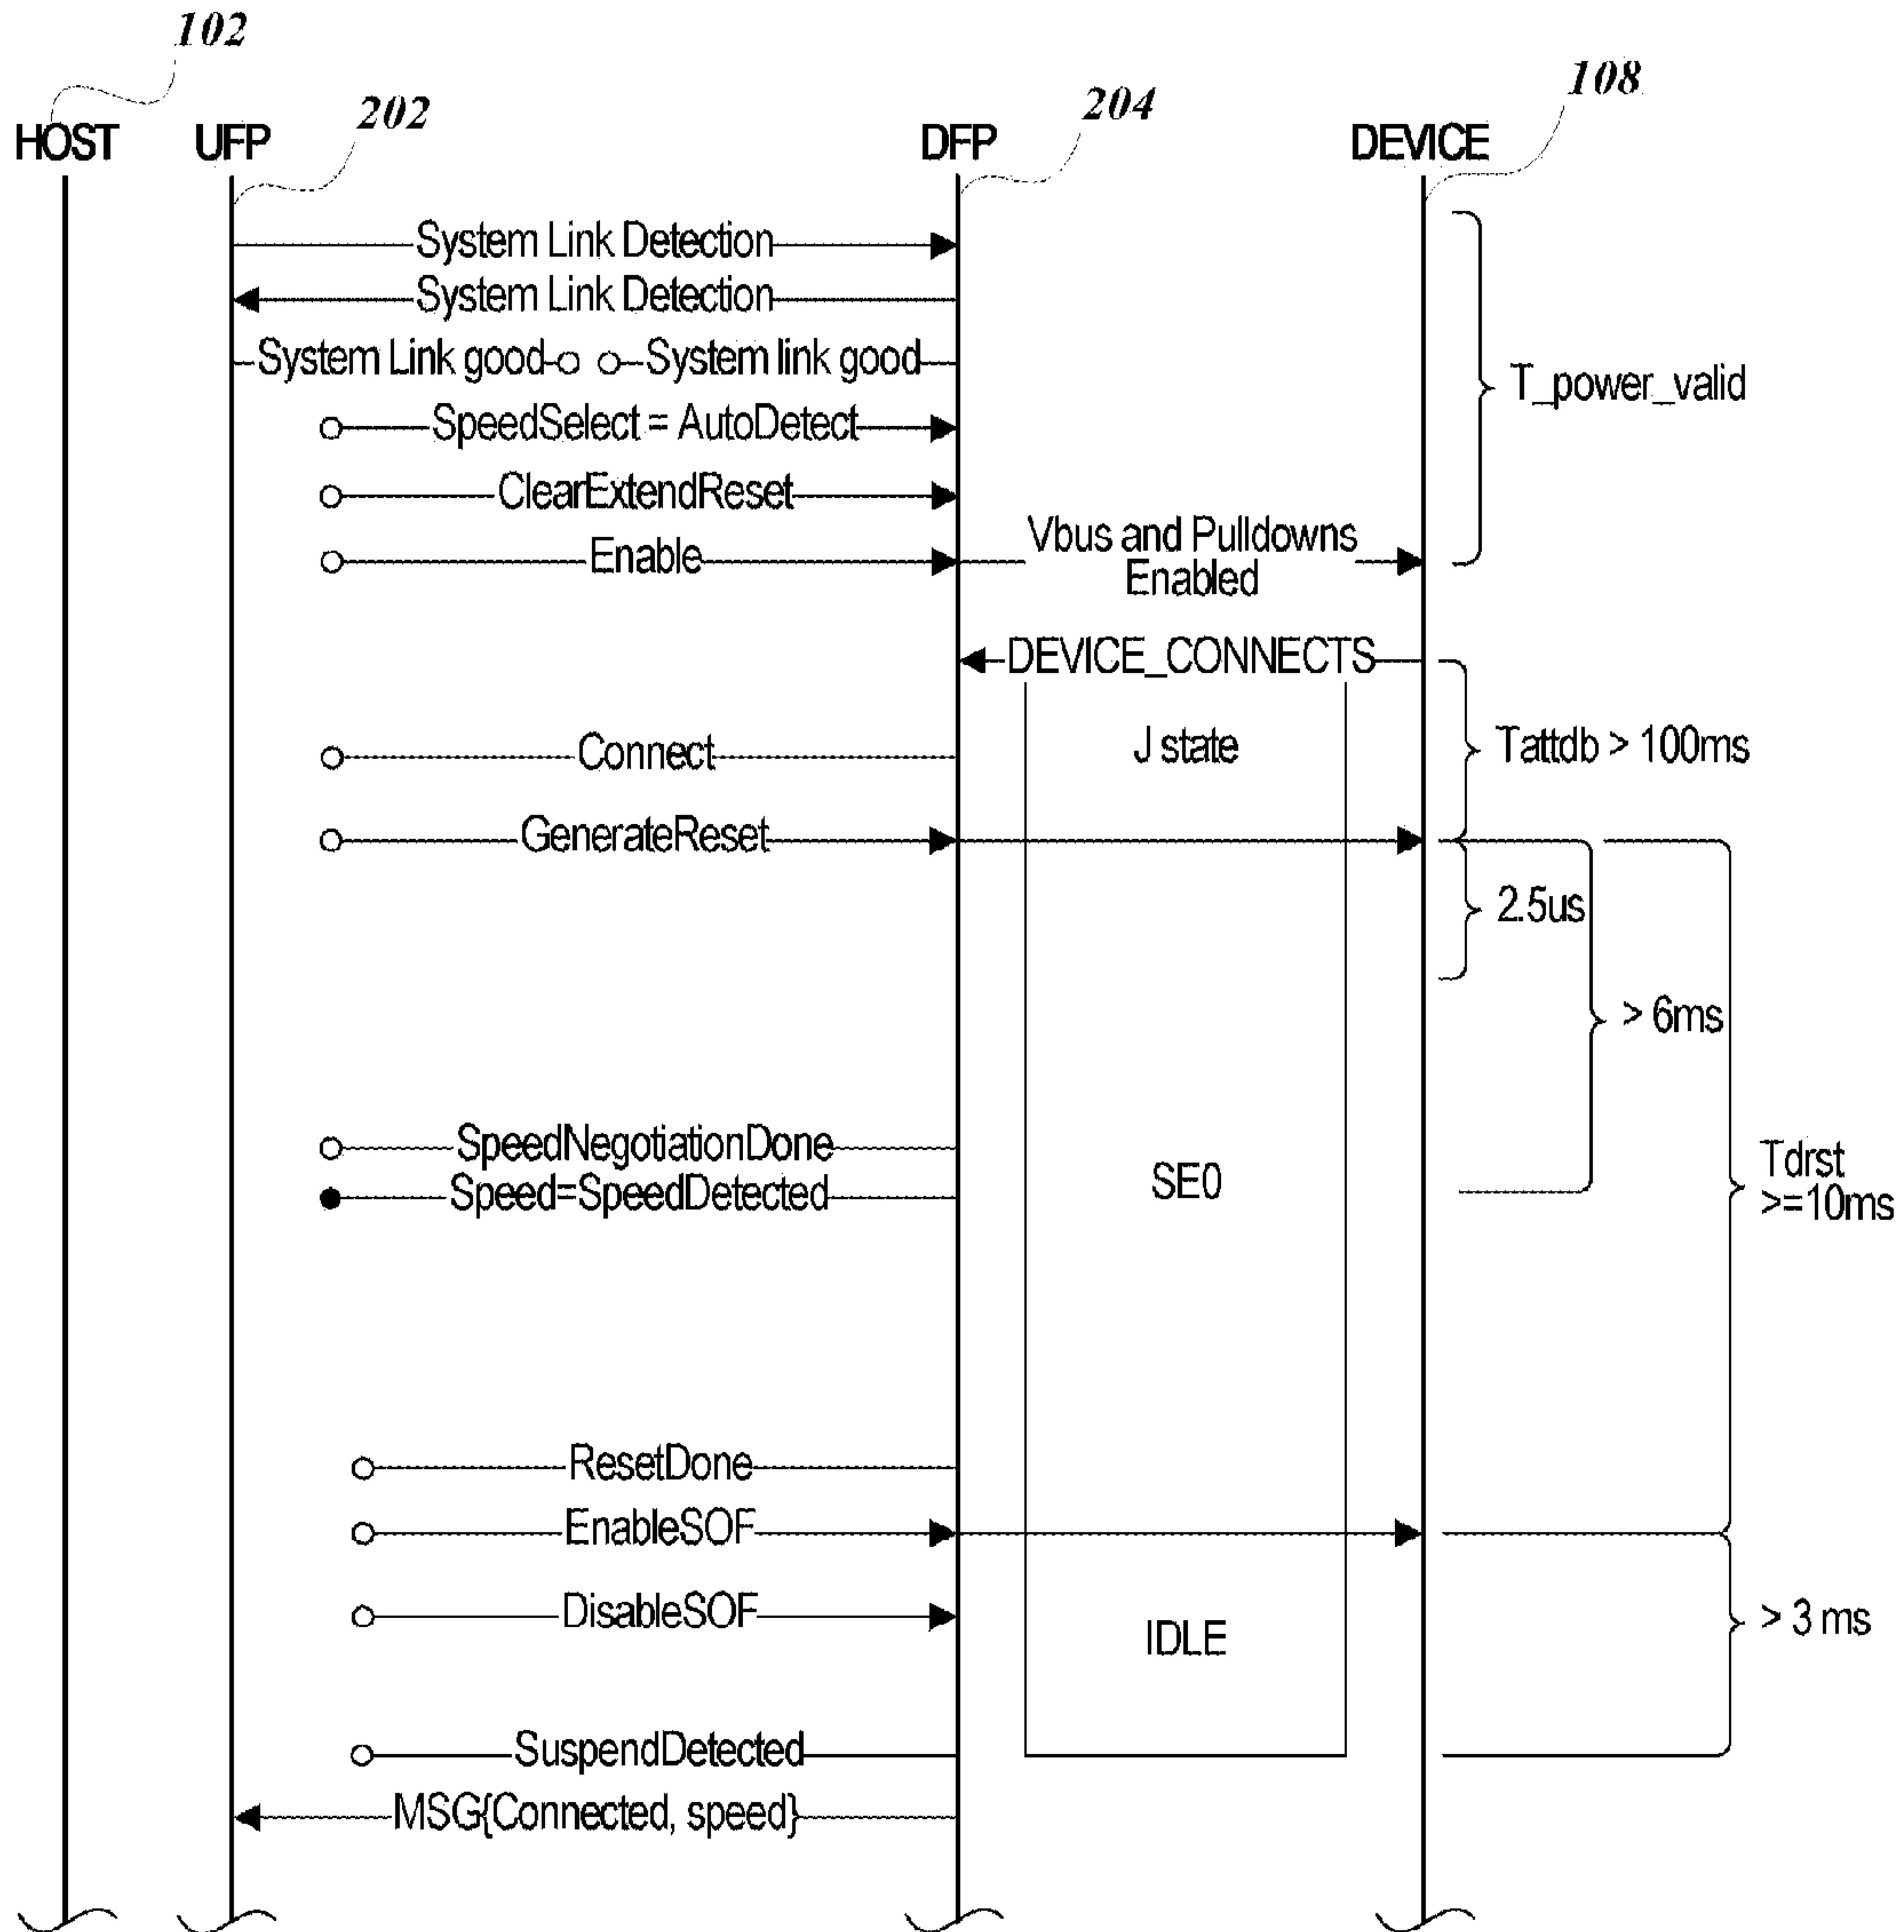 102
202
204
108
HOST
UFP
DFP
DEVICE
System Link Detection
System Link Detection
System Link good
System link good
T_power_valid
SpeedSelect = AutoDetect
ClearExtendReset
Enable
Vbus and Pulldowns
Enabled
DEVICE_CONNECTS
Connect
J state
Tattdb > 100ms
GenerateReset
2.5us
> 6ms
SpeedNegotiationDone
Speed=SpeedDetected
SE0
Tdrst
>=10ms
ResetDone
EnableSOF
DisableSOF
IDLE
> 3 ms
SuspendDetected
MSG{Connected, speed}